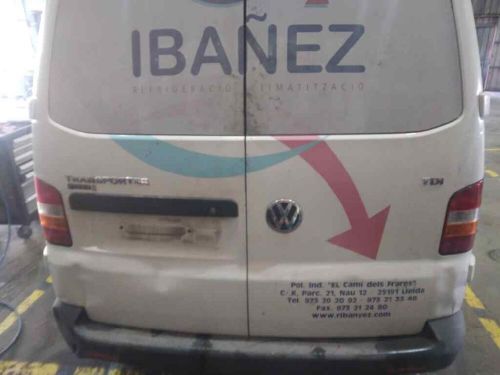 IBAÑEZ
REFRIGERACIÓ CLIMATITZACIÓ
TRANSPORTER
TDI
Pol. Ind. "EL Camí dels Frares"
C- K, Parc. 21, Nau 12 - 25191 Lleida
Tel. 973 20 20 02 - 973 21 33 40
Fax. 973 21 24 80
www.ribanyez.com